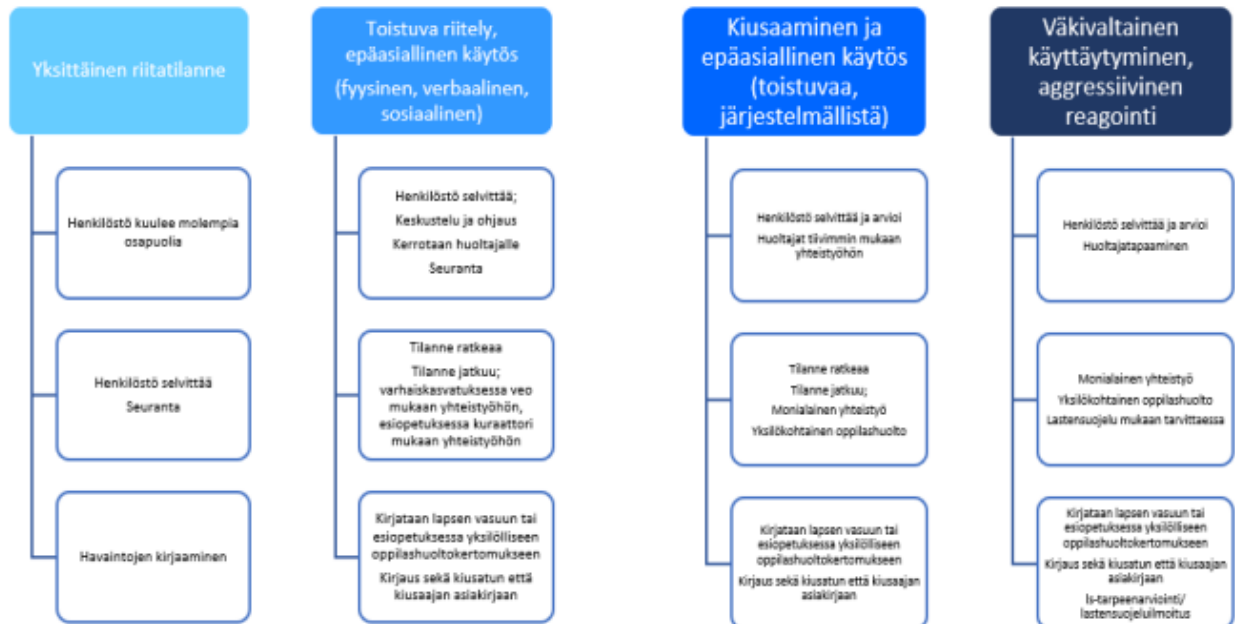 Yksittäinen riitatilanne
Henkilöstö kuulee molempia
osapuolia
Henkilöstö selvittää
Seuranta
Havaintojen kirjaaminen
Toistuva riitely,
epäasiallinen käytös
(fyysinen, verbaalinen,
sosiaalinen)
Henkilöstö selvittää;
Keskustelu ja ohjaus
Kerrotaan huoltajalle
Seuranta
Tilanne ratkeaa
Tilanne jatkuu;
varhaiskasvatuksessa veo
mukaan yhteistyöhön,
esiopetuksessa kuraattori
mukaan yhteistyöhön
Kirjataan lapsen vasuun tai
esiopetuksessa yksilölliseen
oppilashuoltokertomukseen
Kirjaus sekä kiusatun että
kiusaajan asiakirjaan
Kiusaaminen ja
epäasiallinen käytös
(toistuvaa,
järjestelmällistä)
Henkilöstö selvittää ja arvioi
Huoltajat tiivimmin mukaan
yhteistyöhön
Tilanne ratkeaa
Tilanne jatkuu;
Monialainen yhteistyö
Yksilökohtainen oppilashuolto
Kirjataan lapsen vasuun tai
esiopetuksessa yksilölliseen
oppilashuoltokertomukseen
Kirjaus sekä kiusatun että kiusaajan
asiakirjaan
Väkivaltainen
käyttäytyminen,
aggressiivinen
reagointi
Henkilöstö selvittää ja arvioi
Huoltajatapaaminen
Monialainen yhteistyö
Yksilökohtainen oppilashuolto
Lastensuojelu mukaan tarvittaessa
Kirjataan lapsen vasuun tai
esiopetuksessa yksilölliseen
oppilashuoltokertomukseen
Kirjaus sekä kiusatun että kiusaajan
asiakirjaan
ls-tarpeenarviointi/
lastensuojeluilmoitus